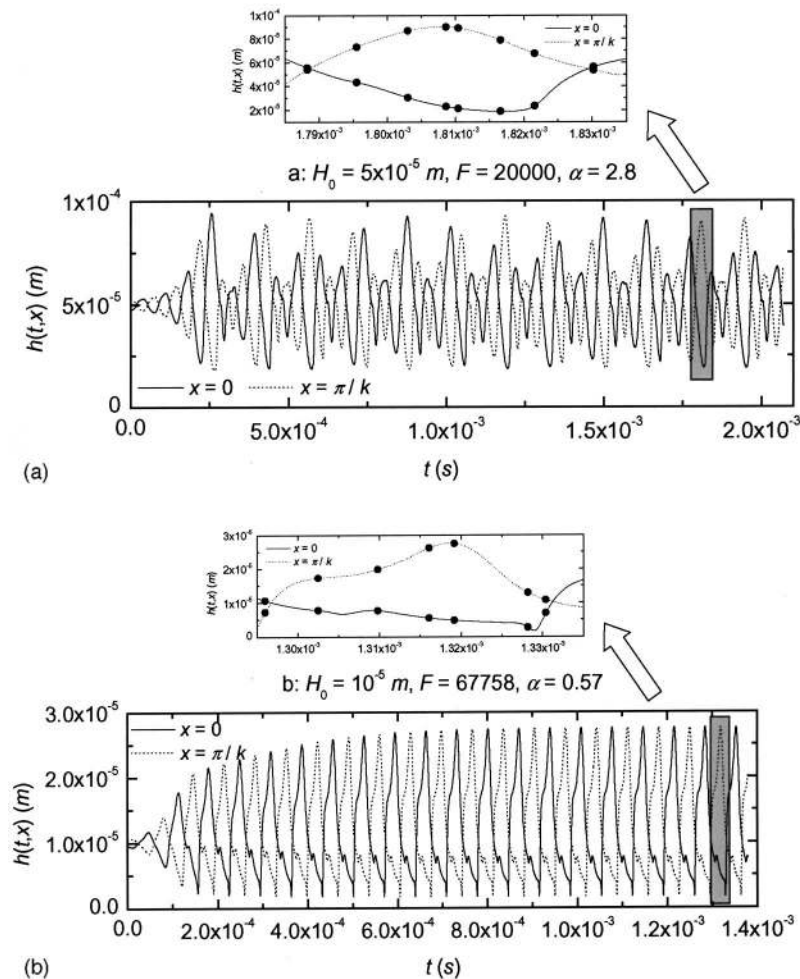 1x10⁻⁴
8x10⁻⁵
6x10⁻⁵
4x10⁻⁵
2x10⁻⁵
h(t,x) (m)
x = 0
x = π / k
1.79x10⁻³ 1.80x10⁻³ 1.81x10⁻³ 1.82x10⁻³ 1.83x10⁻³
a: H₀ = 5x10⁻⁵ m, F = 20000, α = 2.8
1x10⁻⁴
5x10⁻⁵
0
h(t,x) (m)
x = 0 x = π / k
0.0 5.0x10⁻⁴ 1.0x10⁻³ 1.5x10⁻³ 2.0x10⁻³
(a) t (s)
3x10⁻⁵
2x10⁻⁵
1x10⁻⁵
0
h(t,x) (m)
x = 0
x = π / k
1.30x10⁻³ 1.31x10⁻³ 1.32x10⁻³ 1.33x10⁻³
b: H₀ = 10⁻⁵ m, F = 67758, α = 0.57
3.0x10⁻⁵
2.0x10⁻⁵
1.0x10⁻⁵
0.0
h(t,x) (m)
x = 0
x = π / k
0.0 2.0x10⁻⁴ 4.0x10⁻⁴ 6.0x10⁻⁴ 8.0x10⁻⁴ 1.0x10⁻³ 1.2x10⁻³ 1.4x10⁻³
(b) t (s)